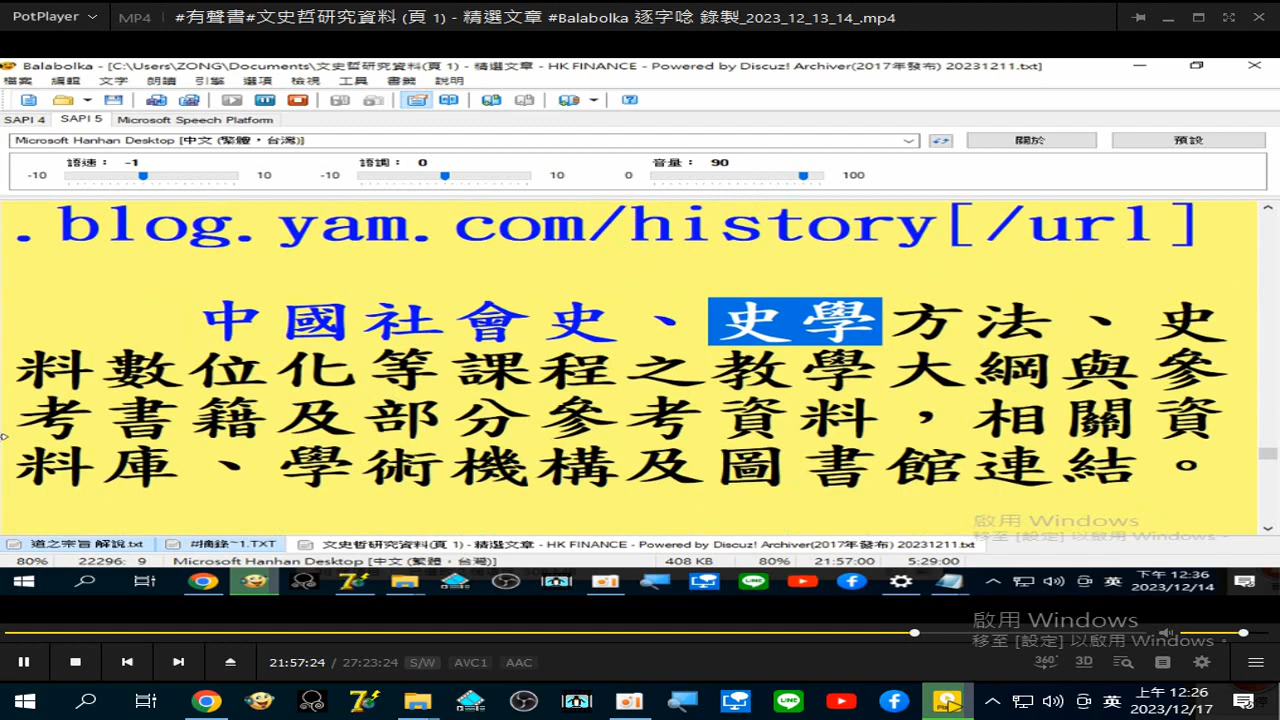 PotPlayer MP4 #有聲書#文史哲研究資料 (頁 1) - 精選文章 #Balabolka 逐字唸 錄製_2023_12_13_14_.mp4
Balabolka - [C:\Users\ZONG\Documents\文史哲研究資料(頁 1) - 精選文章 - HK FINANCE - Powered by Discuz! Archiver(2017年發布) 20231211.txt]
檔案 編輯 文字 朗讀 引擎 選項 檢視 工具 書籤 說明
SAPI 4 SAPI 5 Microsoft Speech Platform
Microsoft Hanhan Desktop [中文 (繁體，台灣)]
關於 預設
語速： -1 語調： 0 音量： 90
-10 10 -10 10 0 100
.blog.yam.com/history[/url]
中國社會史、史學方法、史
料數位化等課程之教學大綱與參
考書籍及部分參考資料，相關資
料庫、學術機構及圖書館連結。
啟用 Windows
移至 [設定] 以啟用 Windows。
道之宗旨 解說.txt #摘錄~1.TXT 文史哲研究資料(頁 1) - 精選文章 - HK FINANCE - Powered by Discuz! Archiver(2017年發布) 20231211.txt
80% 22296: 9 Microsoft Hanhan Desktop [中文 (繁體，台灣)] 408 KB 80% 21:57:00 5:29:00
英 下午 12:36
2023/12/14
啟用 Windows
移至 [設定] 以啟用 Windows。
21:57:24 / 27:23:24 S/W AVC1 AAC 360° 3D
英 上午 12:26
2023/12/17